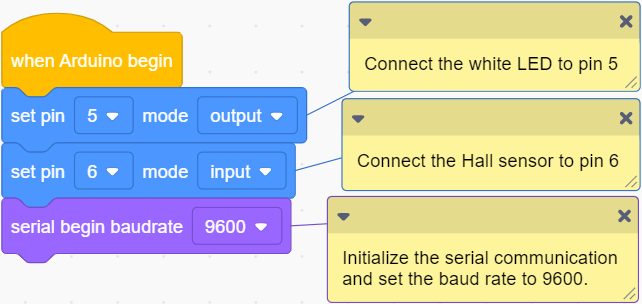 when Arduino begin
Connect the white LED to pin 5
set pin 5 mode output
Connect the Hall sensor to pin 6
set pin 6 mode input
serial begin baudrate 9600
Initialize the serial communication
and set the baud rate to 9600.